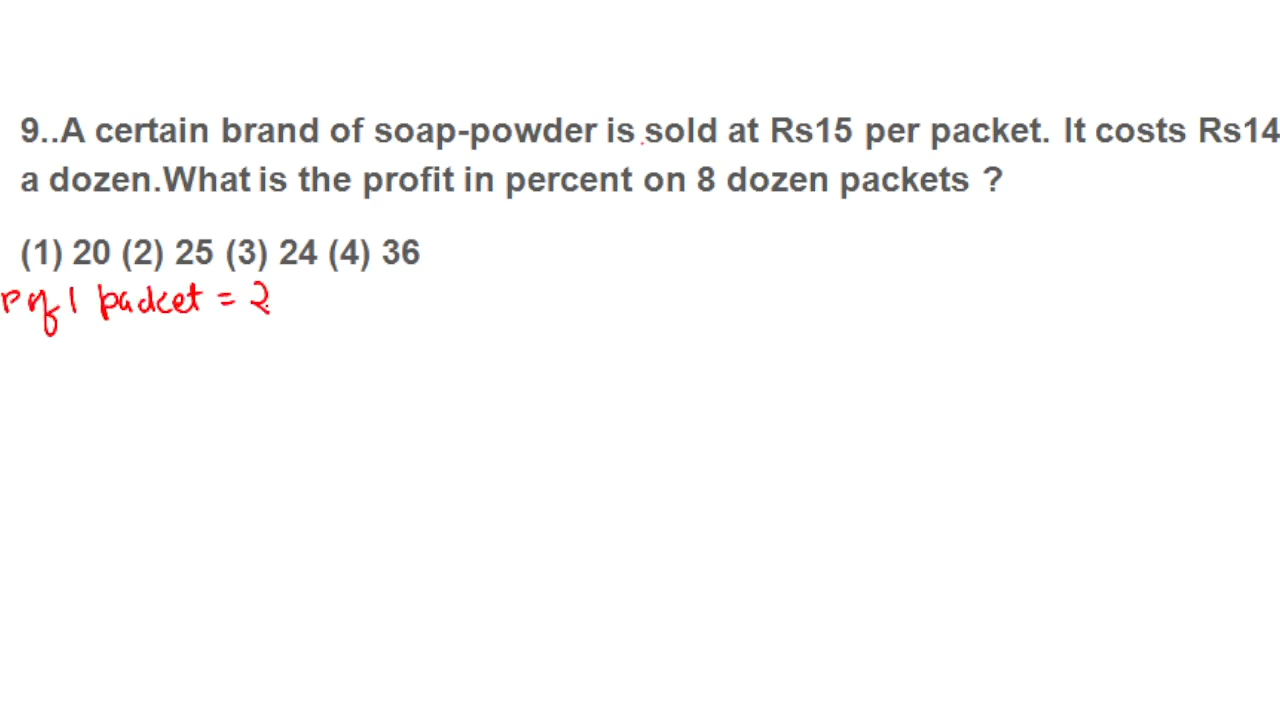 9..A certain brand of soap-powder is sold at Rs15 per packet. It costs Rs14
a dozen.What is the profit in percent on 8 dozen packets ?
(1) 20 (2) 25 (3) 24 (4) 36
P of 1 packet = 2